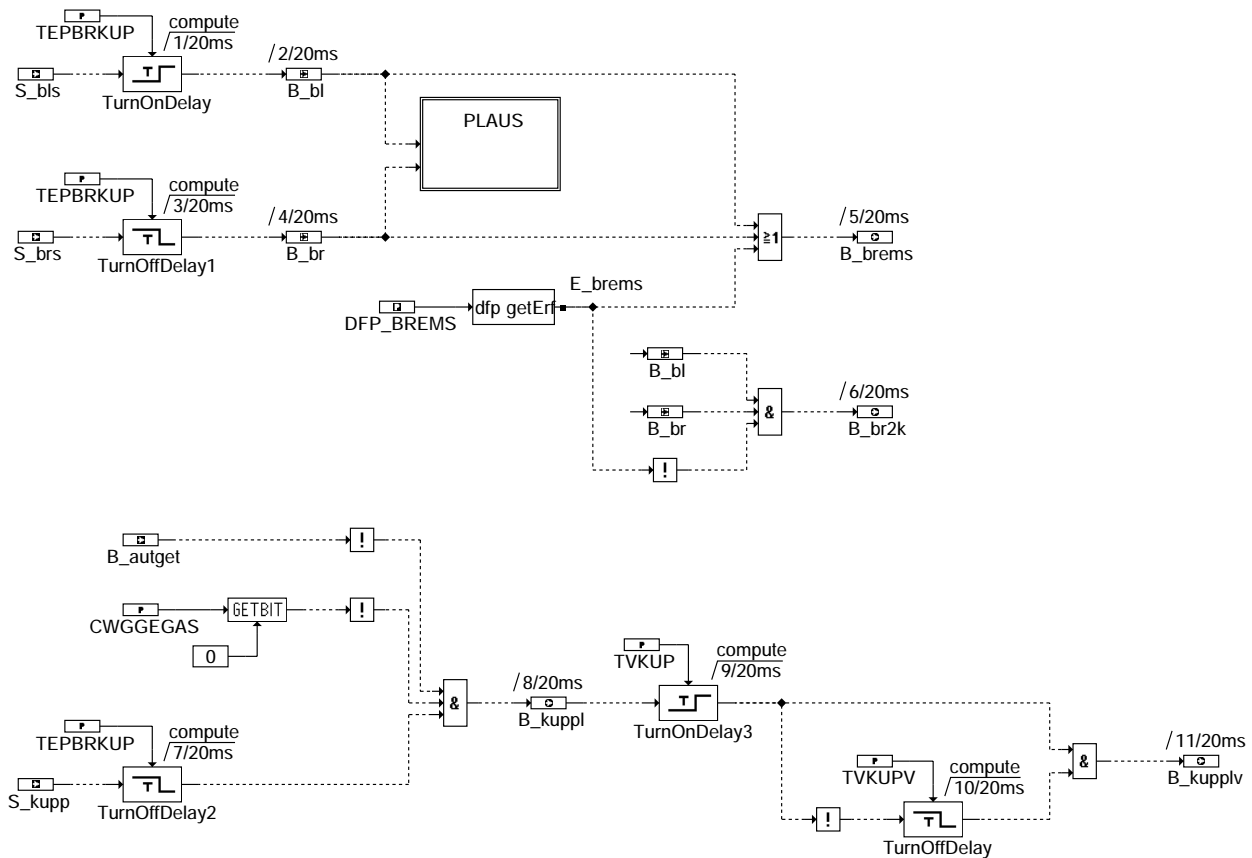 P
TEPBRKUP
compute
/1/20ms
S_bls
T
TurnOnDelay
/2/20ms
B_bl
PLAUS
P
TEPBRKUP
compute
/3/20ms
S_brs
T
TurnOffDelay1
/4/20ms
B_br
≥1
/5/20ms
B_brems
E_brems
DFP_BREMS
dfp getErf
B_bl
B_br
&
/6/20ms
B_br2k
!
B_autget
!
P
CWGGEGAS
GETBIT
!
0
P
TEPBRKUP
compute
/7/20ms
S_kupp
T
TurnOffDelay2
&
/8/20ms
B_kuppl
P
TVKUP
compute
/9/20ms
T
TurnOnDelay3
P
TVKUPV
compute
/10/20ms
!
T
TurnOffDelay
&
/11/20ms
B_kupplv